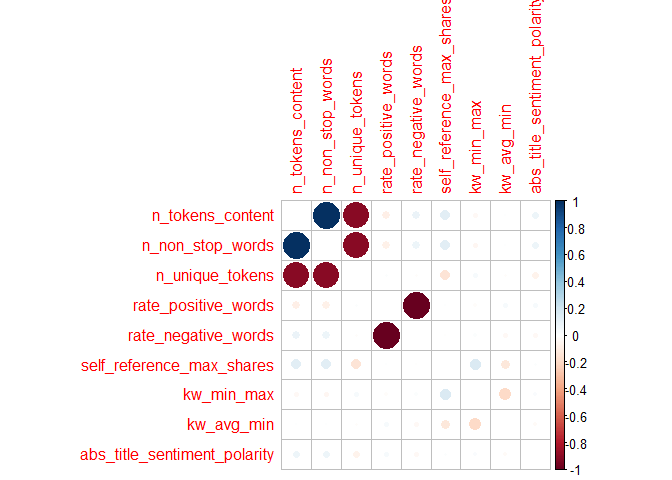 n_tokens_content
n_non_stop_words
n_unique_tokens
rate_positive_words
rate_negative_words
self_reference_max_shares
kw_min_max
kw_avg_min
abs_title_sentiment_polarity
n_tokens_content
n_non_stop_words
n_unique_tokens
rate_positive_words
rate_negative_words
self_reference_max_shares
kw_min_max
kw_avg_min
abs_title_sentiment_polarity
1
0.8
0.6
0.4
0.2
0
-0.2
-0.4
-0.6
-0.8
-1